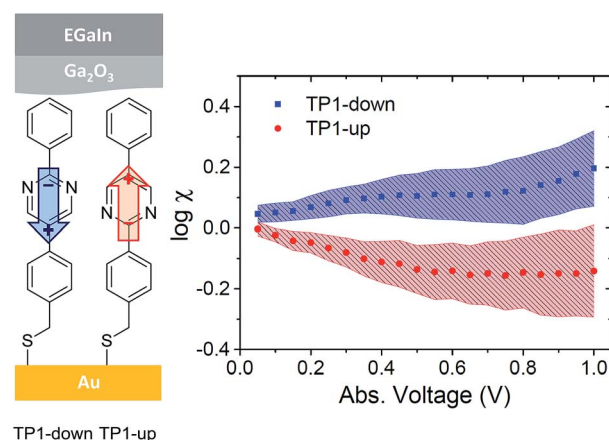 EGaIn
Ga₂O₃
N N N N
−
+
+
S S
Au
TP1-down TP1-up
TP1-down
TP1-up
log χ
0.4
0.2
0.0
-0.2
-0.4
0.0 0.2 0.4 0.6 0.8 1.0
Abs. Voltage (V)